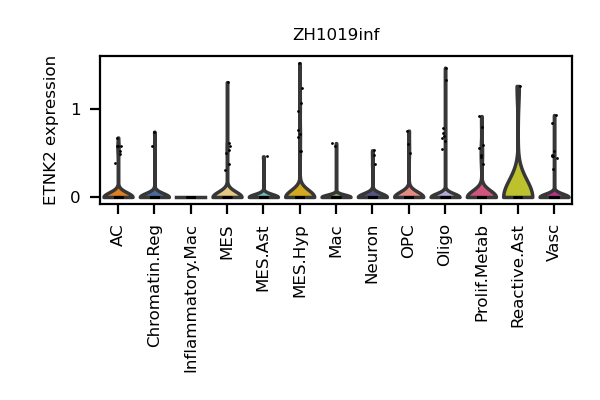 ZH1019inf
ETNK2 expression
1
0
AC
Chromatin.Reg
Inflammatory.Mac
MES
MES.Ast
MES.Hyp
Mac
Neuron
OPC
Oligo
Prolif.Metab
Reactive.Ast
Vasc